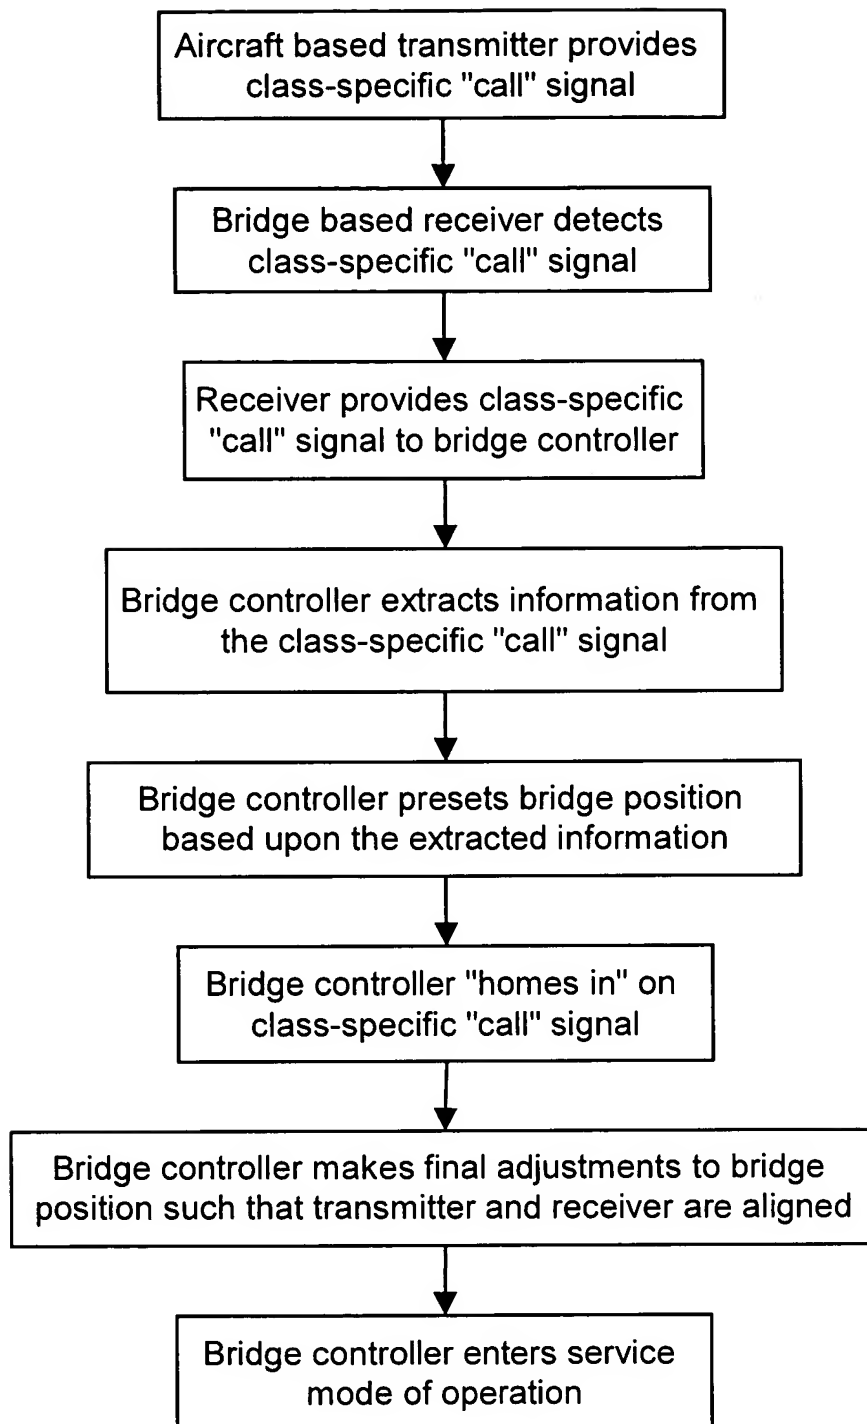 Aircraft based transmitter provides
class-specific "call" signal
Bridge based receiver detects
class-specific "call" signal
Receiver provides class-specific
"call" signal to bridge controller
Bridge controller extracts information from
the class-specific "call" signal
Bridge controller presets bridge position
based upon the extracted information
Bridge controller "homes in" on
class-specific "call" signal
Bridge controller makes final adjustments to bridge
position such that transmitter and receiver are aligned
Bridge controller enters service
mode of operation